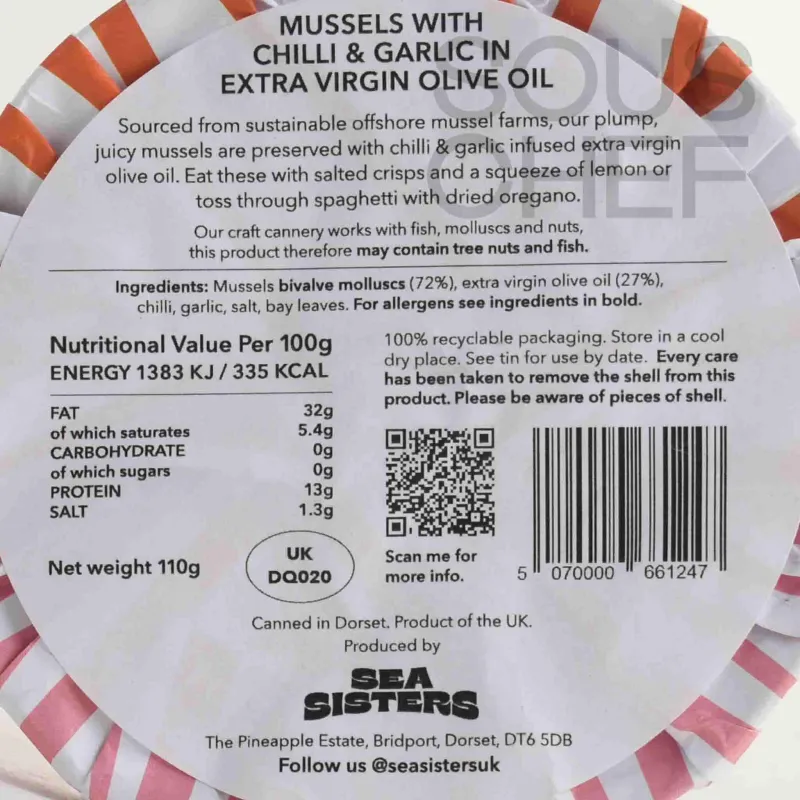 MUSSELS WITH
CHILLI & GARLIC IN
EXTRA VIRGIN OLIVE OIL
SOUS
CHEF
Sourced from sustainable offshore mussel farms, our plump,
juicy mussels are preserved with chilli & garlic infused extra virgin
olive oil. Eat these with salted crisps and a squeeze of lemon or
toss through spaghetti with dried oregano.
Our craft cannery works with fish, molluscs and nuts,
this product therefore may contain tree nuts and fish.
Ingredients: Mussels bivalve molluscs (72%), extra virgin olive oil (27%),
chilli, garlic, salt, bay leaves. For allergens see ingredients in bold.
Nutritional Value Per 100g
ENERGY 1383 KJ / 335 KCAL
FAT 32g
of which saturates 5.4g
CARBOHYDRATE 0g
of which sugars 0g
PROTEIN 13g
SALT 1.3g
Net weight 110g
UK
DQ020
100% recyclable packaging. Store in a cool
dry place. See tin for use by date. Every care
has been taken to remove the shell from this
product. Please be aware of pieces of shell.
Scan me for
more info.
5 070000 661247
Canned in Dorset. Product of the UK.
Produced by
SEA
SISTERS
The Pineapple Estate, Bridport, Dorset, DT6 5DB
Follow us @seasistersuk